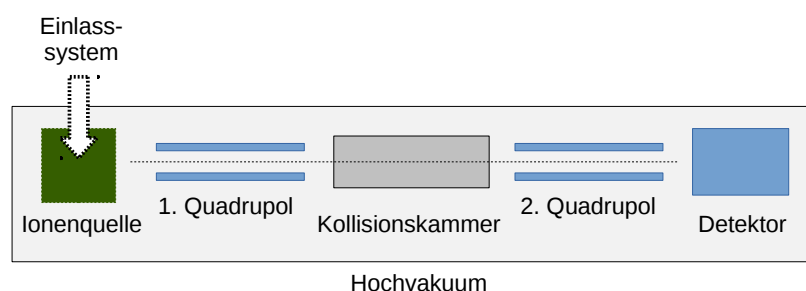 Einlass-
system
Ionenquelle
1. Quadrupol
Kollisionskammer
2. Quadrupol
Detektor
Hochvakuum